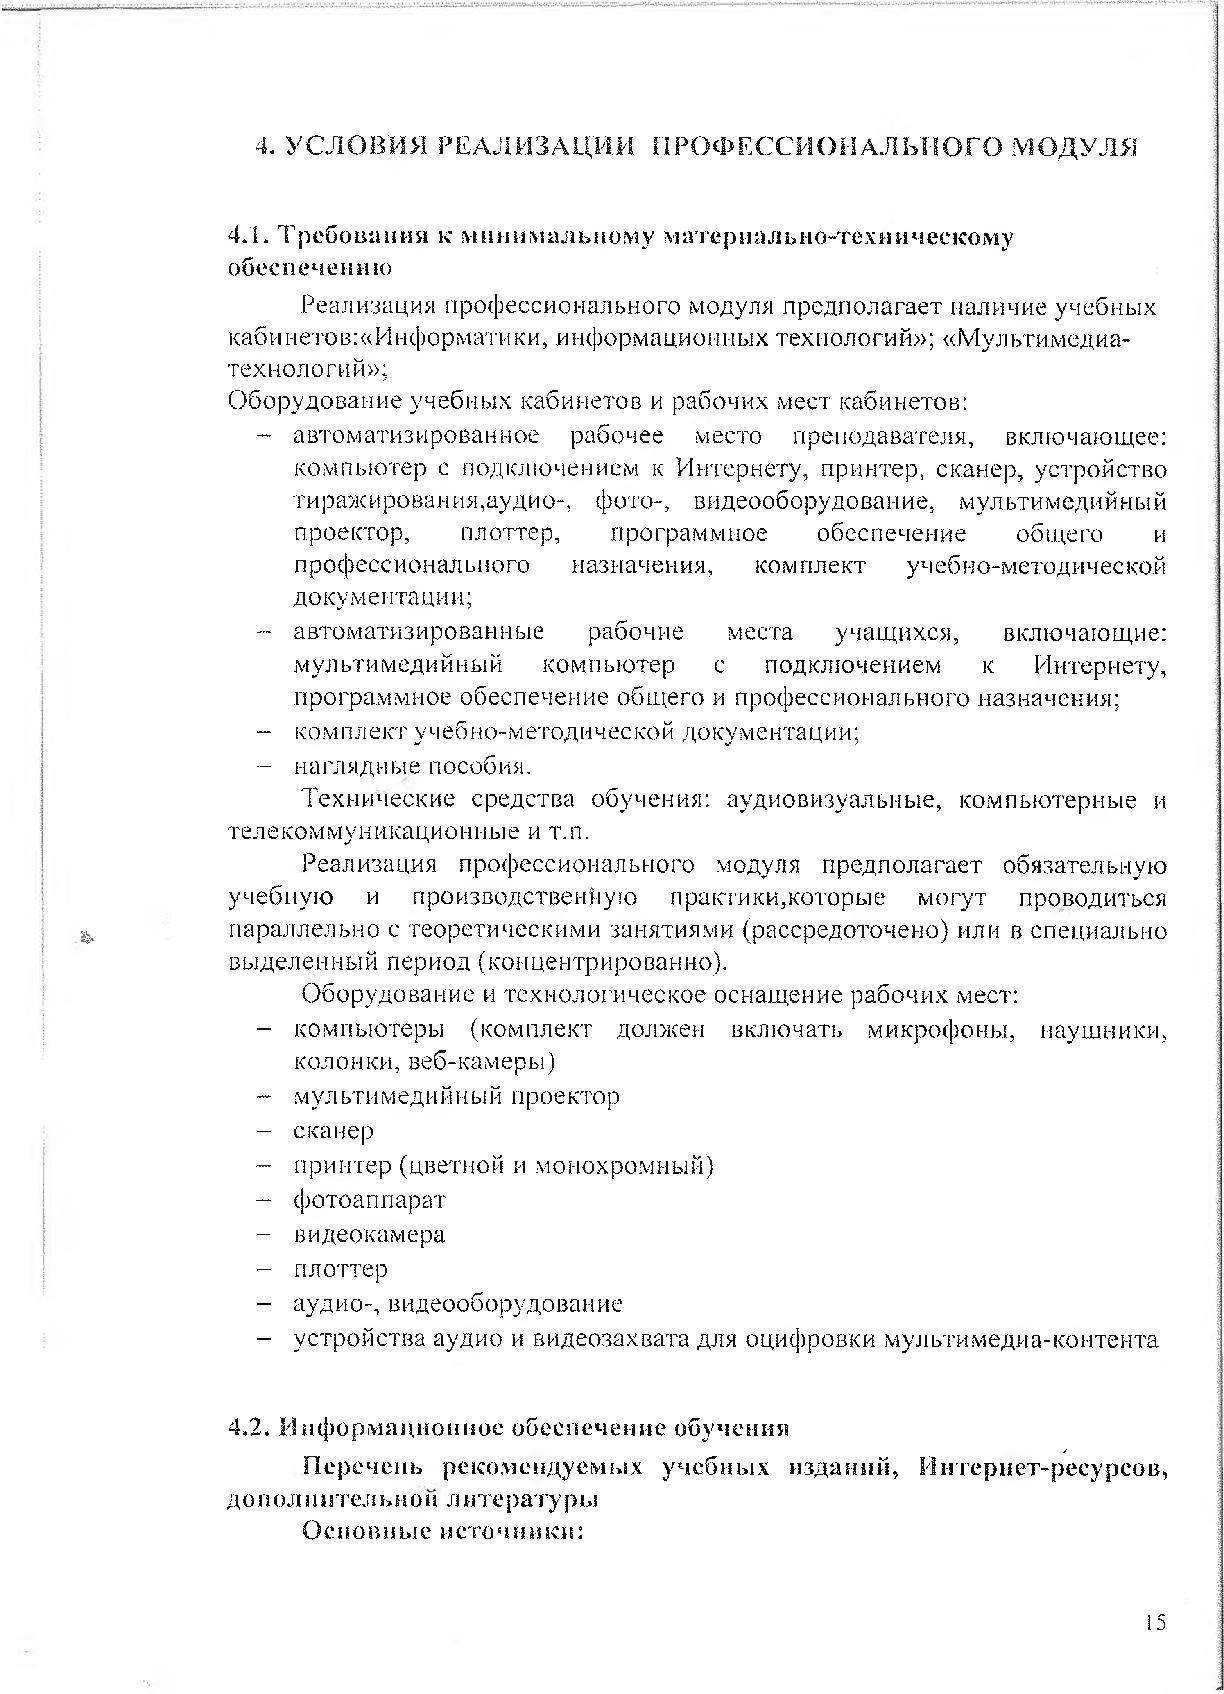 4. УСЛОВИЯ РЕАЛИЗАЦИИ ПРОФЕССИОНАЛЬНОГО МОДУЛЯ
4.1. Требования к минимальному материально-техническому
обеспечению
Реализация профессионального модуля предполагает наличие учебных
кабинетов:«Информатики, информационных технологий»; «Мультимедиа-
технологий»;
Оборудование учебных кабинетов и рабочих мест кабинетов:
– автоматизированное рабочее место преподавателя, включающее:
компьютер с подключением к Интернету, принтер, сканер, устройство
тиражирования,аудио-, фото-, видеооборудование, мультимедийный
проектор, плоттер, программное обеспечение общего и
профессионального назначения, комплект учебно-методической
документации;
– автоматизированные рабочие места учащихся, включающие:
мультимедийный компьютер с подключением к Интернету,
программное обеспечение общего и профессионального назначения;
– комплект учебно-методической документации;
– наглядные пособия.
Технические средства обучения: аудиовизуальные, компьютерные и
телекоммуникационные и т.п.
Реализация профессионального модуля предполагает обязательную
учебную и производственную практики,которые могут проводиться
параллельно с теоретическими занятиями (рассредоточено) или в специально
выделенный период (концентрированно).
Оборудование и технологическое оснащение рабочих мест:
– компьютеры (комплект должен включать микрофоны, наушники,
колонки, веб-камеры)
– мультимедийный проектор
– сканер
– принтер (цветной и монохромный)
– фотоаппарат
– видеокамера
– плоттер
– аудио-, видеооборудование
– устройства аудио и видеозахвата для оцифровки мультимедиа-контента
4.2. Информационное обеспечение обучения
Перечень рекомендуемых учебных изданий, Интернет-ресурсов,
дополнительной литературы
Основные источники:
15